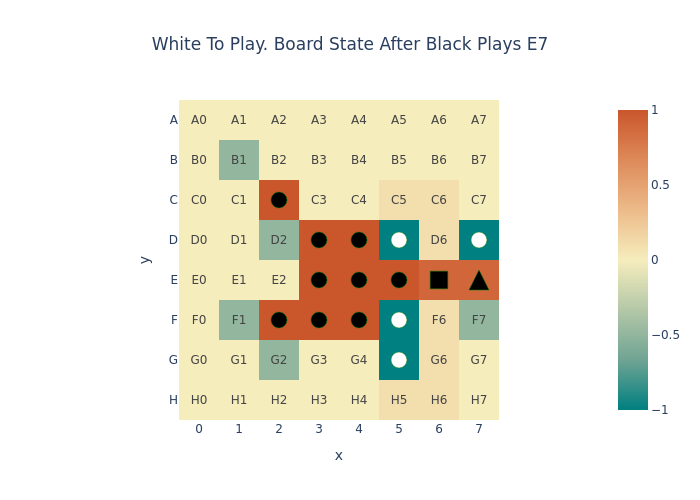 White To Play. Board State After Black Plays E7
A A0 A1 A2 A3 A4 A5 A6 A7
B B0 B1 B2 B3 B4 B5 B6 B7
C C0 C1 C3 C4 C5 C6 C7
D D0 D1 D2 D6
E E0 E1 E2
F F0 F1 F6 F7
G G0 G1 G2 G3 G4 G6 G7
H H0 H1 H2 H3 H4 H5 H6 H7
0 1 2 3 4 5 6 7
x
y
1
0.5
0
−0.5
−1